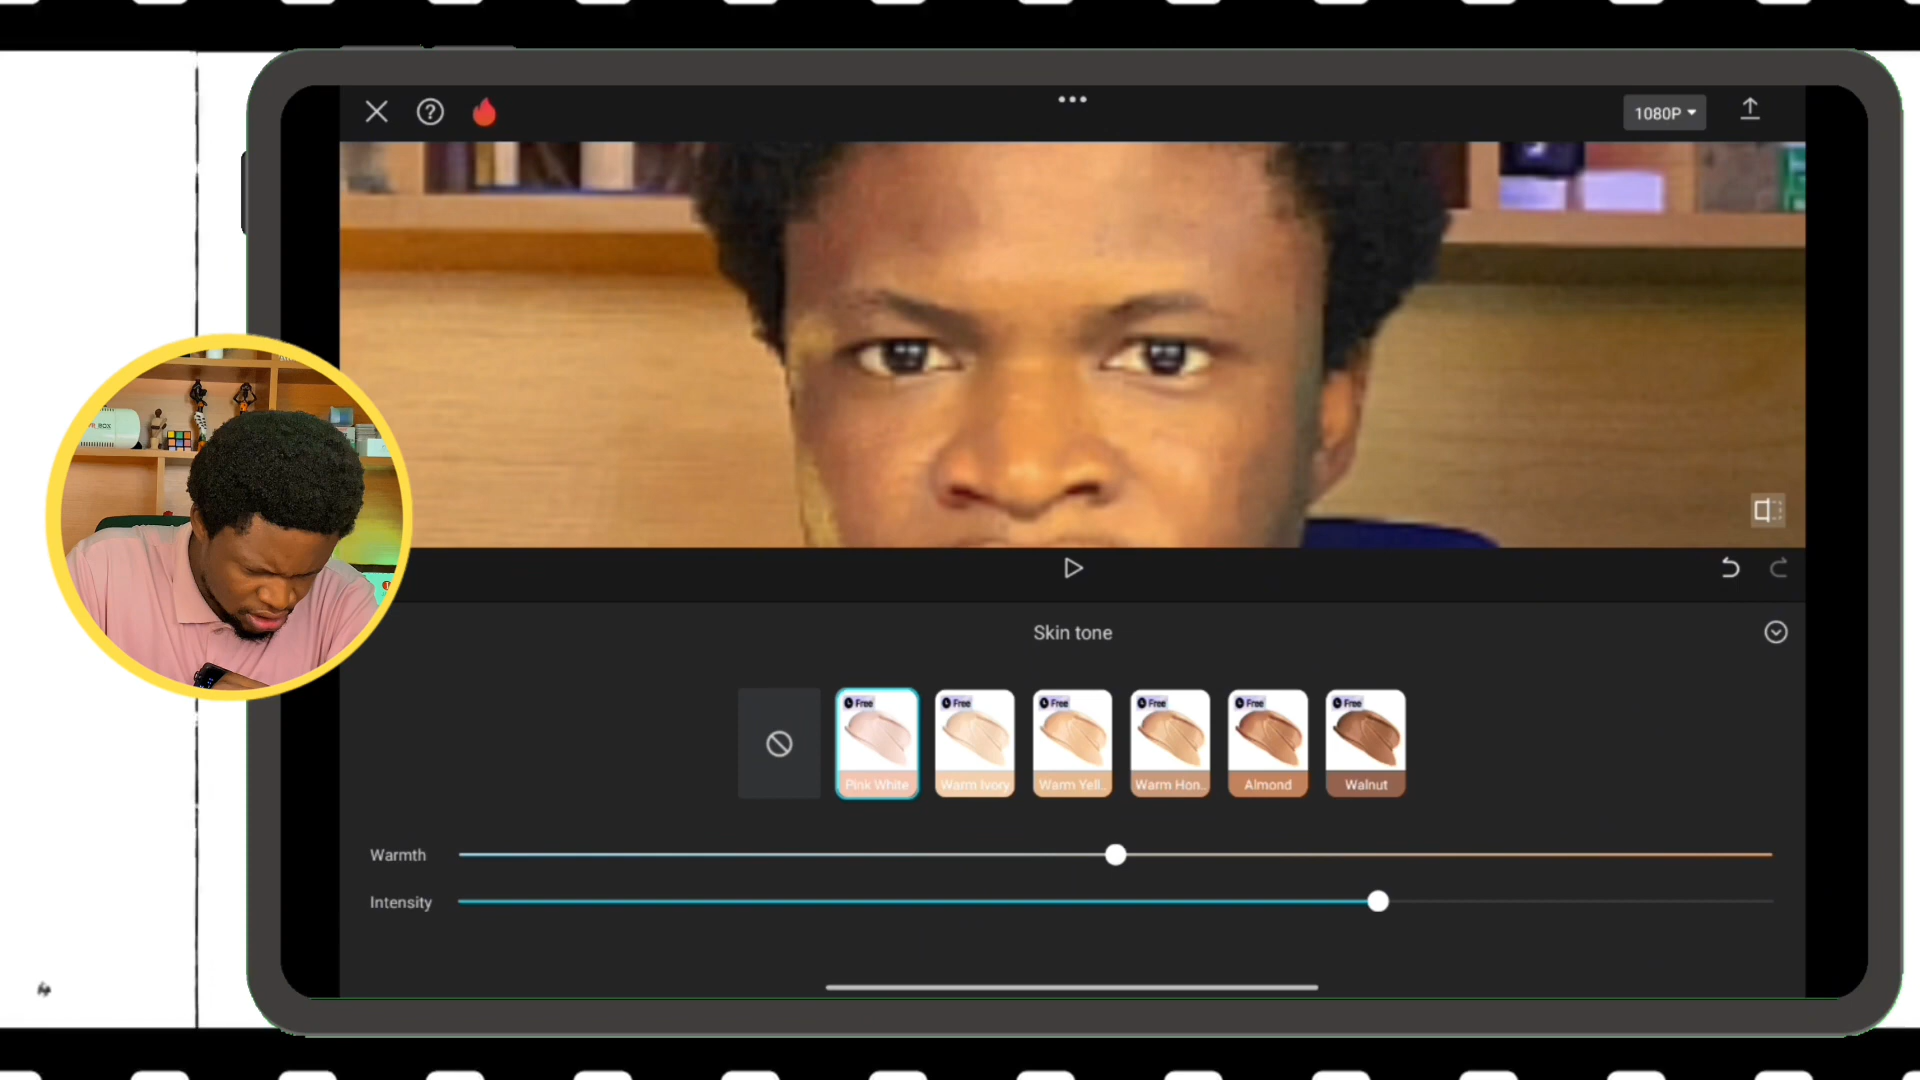 1080P
Skin tone
Free
Free
Free
Free
Free
Free
Pink White
Warm Ivory
Warm Yell..
Warm Hon..
Almond
Walnut
Warmth
Intensity